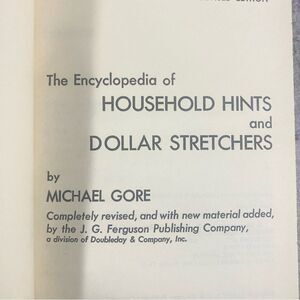 EDITION
The Encyclopedia of
HOUSEHOLD HINTS
and
DOLLAR STRETCHERS
by
MICHAEL GORE
Completely revised, and with new material added,
by the J. G. Ferguson Publishing Company,
a division of Doubleday & Company, Inc.